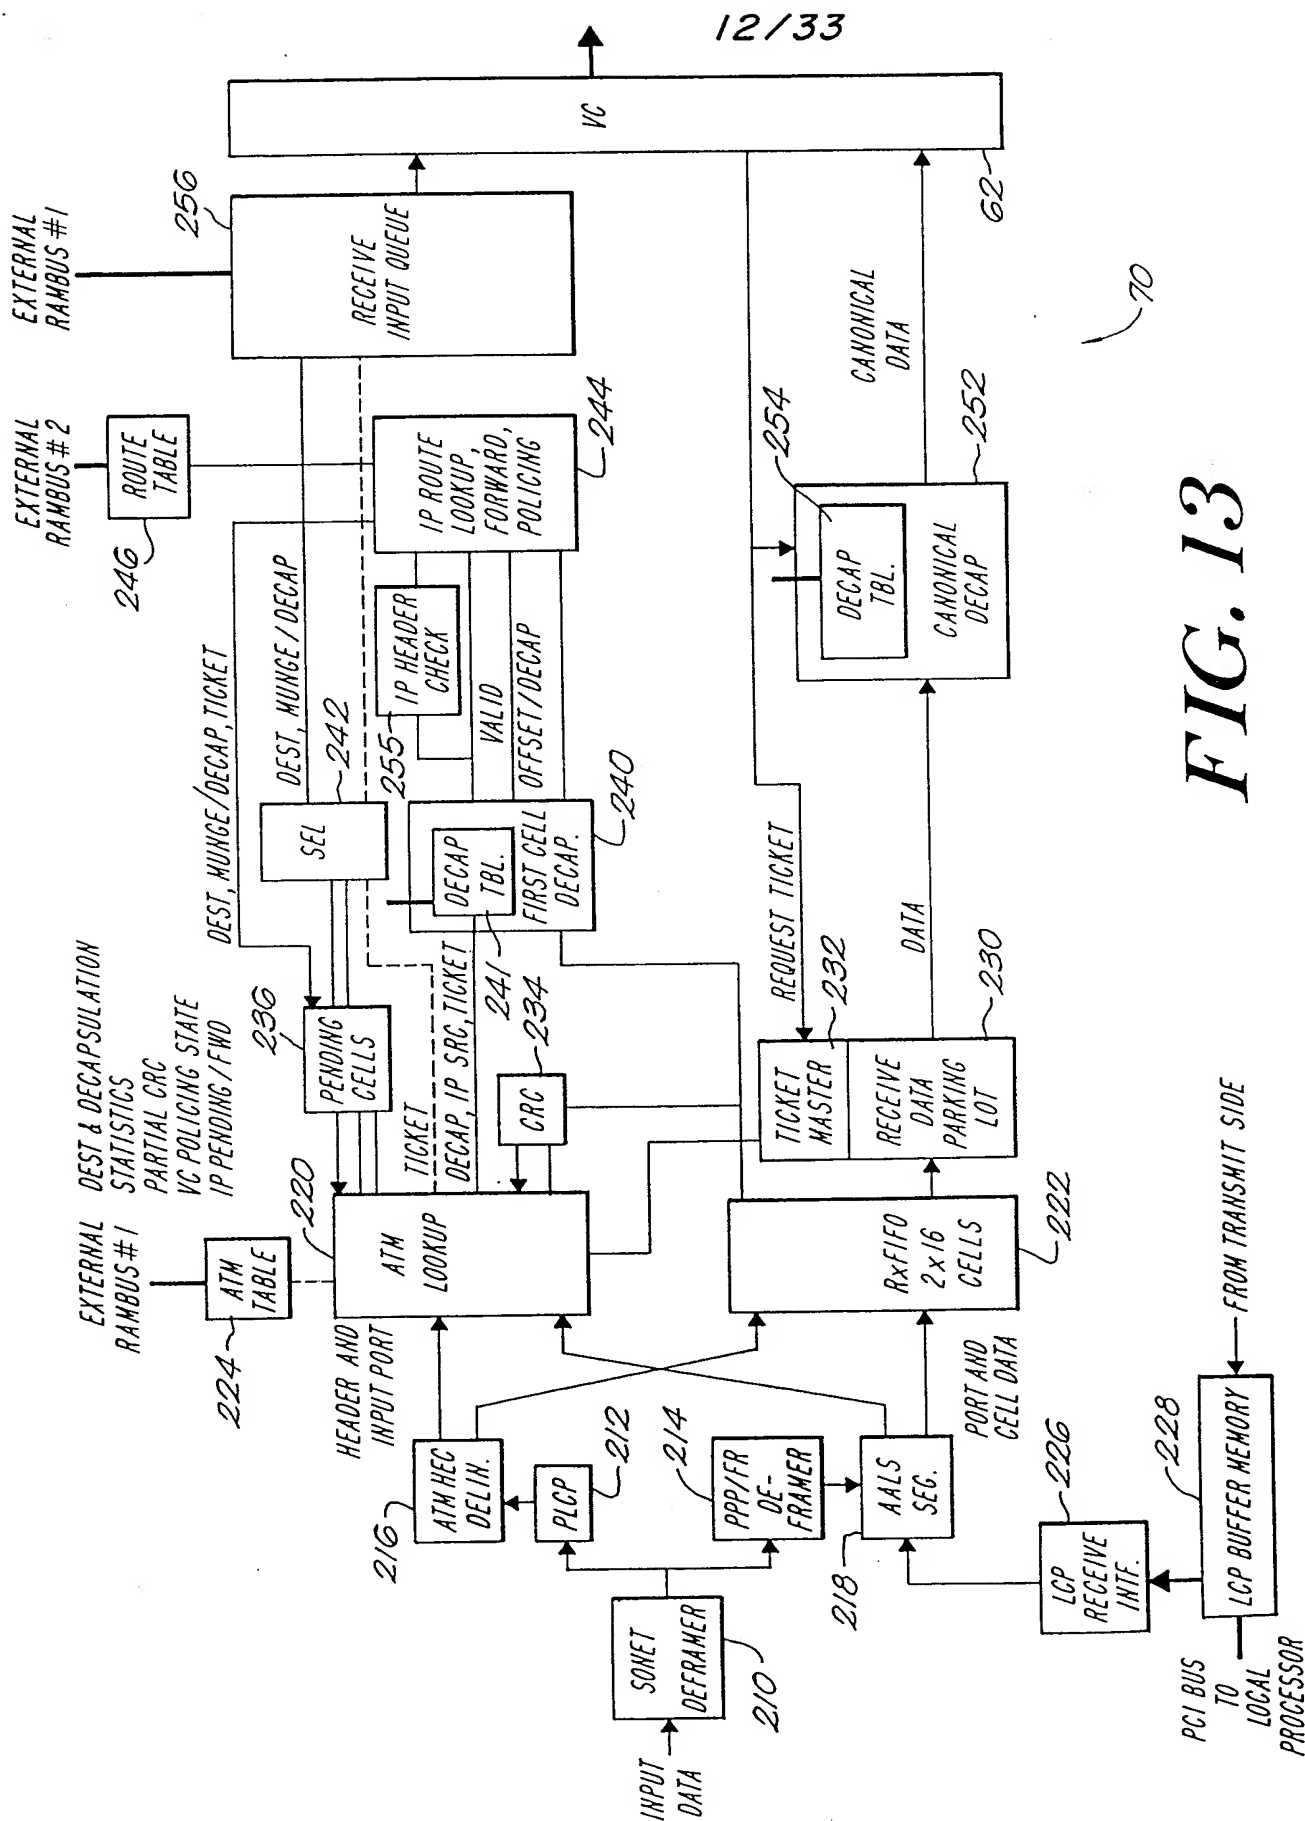 12/33
EXTERNAL
RAMBUS #1
EXTERNAL
RAMBUS #2
EXTERNAL
RAMBUS #1
DEST & DECAPSULATION
STATISTICS
PARTIAL CRC
VC POLICING STATE
IP PENDING/FWD
224
ATM
TABLE
220
236
PENDING
CELLS
DEST, MUNGE/DECAP, TICKET
SEL
242
DEST, MUNGE/DECAP
246
ROUTE
TABLE
256
RECEIVE
INPUT QUEUE
VC
62
HEADER AND
INPUT PORT
ATM
LOOKUP
TICKET
DECAP, IP SRC, TICKET
241
DECAP
TBL.
FIRST CELL
DECAP.
240
255
IP HEADER
CHECK
VALID
OFFSET/DECAP
IP ROUTE
LOOKUP,
FORWARD,
POLICING
244
216
ATM HEC
DELIN.
PLCP
212
CRC
234
INPUT
DATA
SONET
DEFRAMER
210
214
PPP/FR
DE-
FRAMER
218
AAL5
SEG.
PORT AND
CELL DATA
RxFIFO
2x16
CELLS
222
TICKET
MASTER
232
RECEIVE
DATA
PARKING
LOT
230
REQUEST TICKET
DATA
254
DECAP
TBL.
CANONICAL
DECAP
252
CANONICAL
DATA
70
LCP
RECEIVE
INTF.
226
PCI BUS
TO
LOCAL
PROCESSOR
LCP BUFFER MEMORY
228
FROM TRANSMIT SIDE
FIG. 13